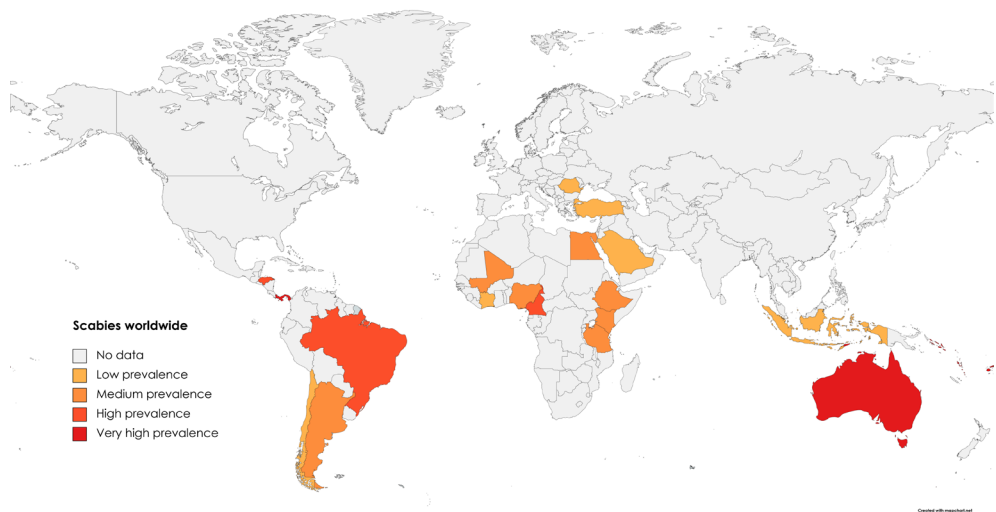 Scabies worldwide
No data
Low prevalence
Medium prevalence
High prevalence
Very high prevalence
Created with mapchart.net